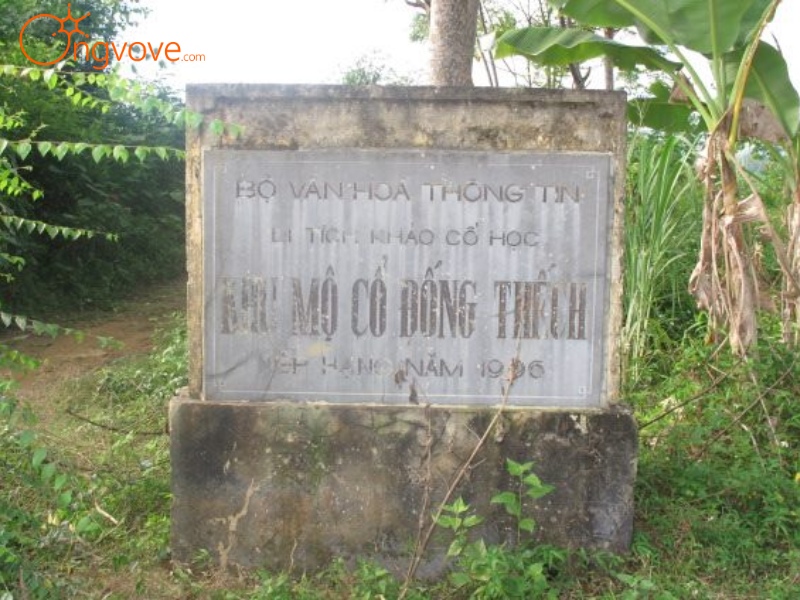 Ongvove.com
BỘ VĂN HOÁ THÔNG TIN
DI TÍCH KHẢO CỔ HỌC
KHU MỘ CỔ ĐỐNG THẾCH
XẾP HẠNG NĂM 1996